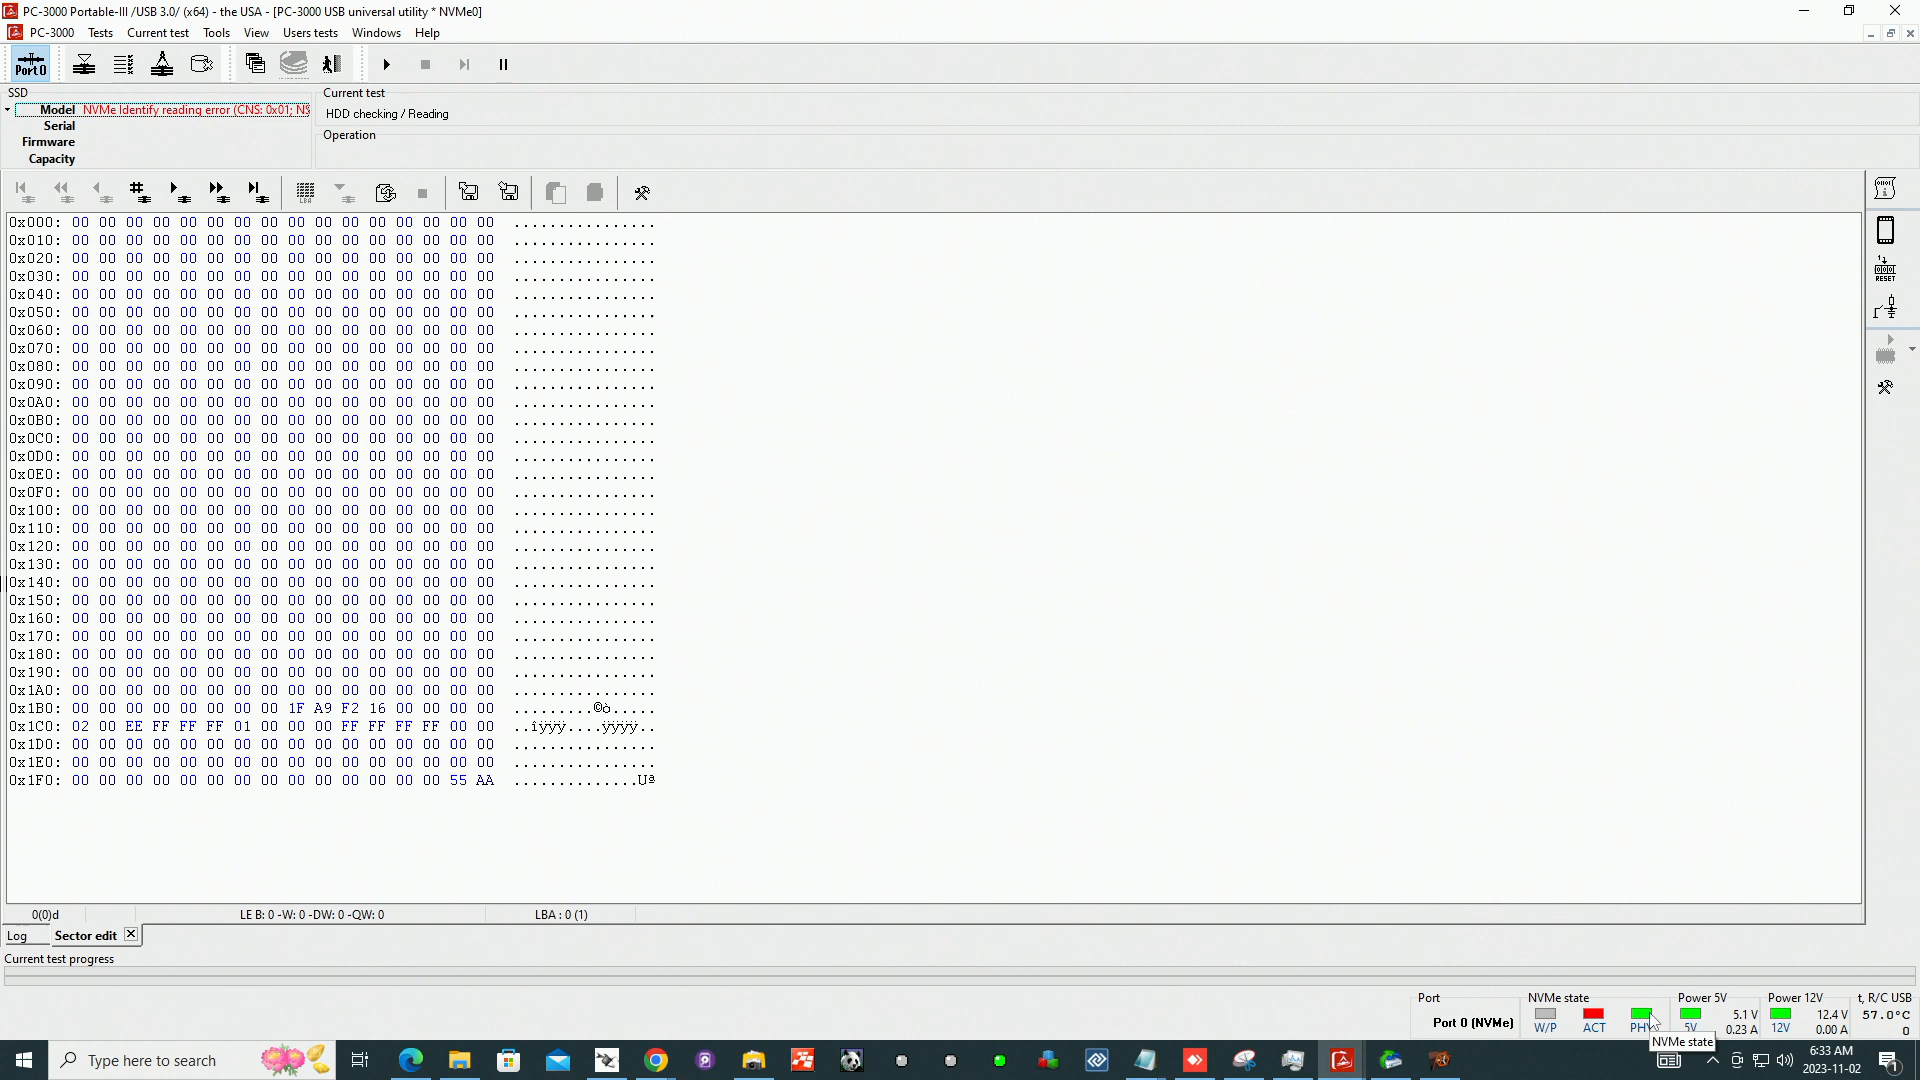 PC-3000 Portable-III /USB 3.0/ (x64) - the USA - [PC-3000 USB universal utility * NVMe0]
PC-3000 Tests Current test Tools View Users tests Windows Help
Port0
SSD
Model NVMe Identify reading error (CNS: 0x01; NS
Serial
Firmware
Capacity
Current test
HDD checking / Reading
Operation
LBA
0x000: 00 00 00 00 00 00 00 00 00 00 00 00 00 00 00 00 ................
0x010: 00 00 00 00 00 00 00 00 00 00 00 00 00 00 00 00 ................
0x020: 00 00 00 00 00 00 00 00 00 00 00 00 00 00 00 00 ................
0x030: 00 00 00 00 00 00 00 00 00 00 00 00 00 00 00 00 ................
0x040: 00 00 00 00 00 00 00 00 00 00 00 00 00 00 00 00 ................
0x050: 00 00 00 00 00 00 00 00 00 00 00 00 00 00 00 00 ................
0x060: 00 00 00 00 00 00 00 00 00 00 00 00 00 00 00 00 ................
0x070: 00 00 00 00 00 00 00 00 00 00 00 00 00 00 00 00 ................
0x080: 00 00 00 00 00 00 00 00 00 00 00 00 00 00 00 00 ................
0x090: 00 00 00 00 00 00 00 00 00 00 00 00 00 00 00 00 ................
0x0A0: 00 00 00 00 00 00 00 00 00 00 00 00 00 00 00 00 ................
0x0B0: 00 00 00 00 00 00 00 00 00 00 00 00 00 00 00 00 ................
0x0C0: 00 00 00 00 00 00 00 00 00 00 00 00 00 00 00 00 ................
0x0D0: 00 00 00 00 00 00 00 00 00 00 00 00 00 00 00 00 ................
0x0E0: 00 00 00 00 00 00 00 00 00 00 00 00 00 00 00 00 ................
0x0F0: 00 00 00 00 00 00 00 00 00 00 00 00 00 00 00 00 ................
0x100: 00 00 00 00 00 00 00 00 00 00 00 00 00 00 00 00 ................
0x110: 00 00 00 00 00 00 00 00 00 00 00 00 00 00 00 00 ................
0x120: 00 00 00 00 00 00 00 00 00 00 00 00 00 00 00 00 ................
0x130: 00 00 00 00 00 00 00 00 00 00 00 00 00 00 00 00 ................
0x140: 00 00 00 00 00 00 00 00 00 00 00 00 00 00 00 00 ................
0x150: 00 00 00 00 00 00 00 00 00 00 00 00 00 00 00 00 ................
0x160: 00 00 00 00 00 00 00 00 00 00 00 00 00 00 00 00 ................
0x170: 00 00 00 00 00 00 00 00 00 00 00 00 00 00 00 00 ................
0x180: 00 00 00 00 00 00 00 00 00 00 00 00 00 00 00 00 ................
0x190: 00 00 00 00 00 00 00 00 00 00 00 00 00 00 00 00 ................
0x1A0: 00 00 00 00 00 00 00 00 00 00 00 00 00 00 00 00 ................
0x1B0: 00 00 00 00 00 00 00 00 1F A9 F2 16 00 00 00 00 .........©ò.....
0x1C0: 02 00 EE FF FF FF 01 00 00 00 FF FF FF FF 00 00 ..îÿÿÿ....ÿÿÿÿ..
0x1D0: 00 00 00 00 00 00 00 00 00 00 00 00 00 00 00 00 ................
0x1E0: 00 00 00 00 00 00 00 00 00 00 00 00 00 00 00 00 ................
0x1F0: 00 00 00 00 00 00 00 00 00 00 00 00 00 00 55 AA ..............Uª
RESET
0(0)d LE B: 0 -W: 0 -DW: 0 -QW: 0 LBA : 0 (1)
Log Sector edit
Current test progress
Port NVMe state Power 5V Power 12V t, R/C USB
Port 0 (NVMe) W/P ACT PHY 5V 5.1 V 0.23 A 12V 12.4 V 0.00 A 57.0°C 0
NVMe state
Type here to search
6:33 AM
2023-11-02
1